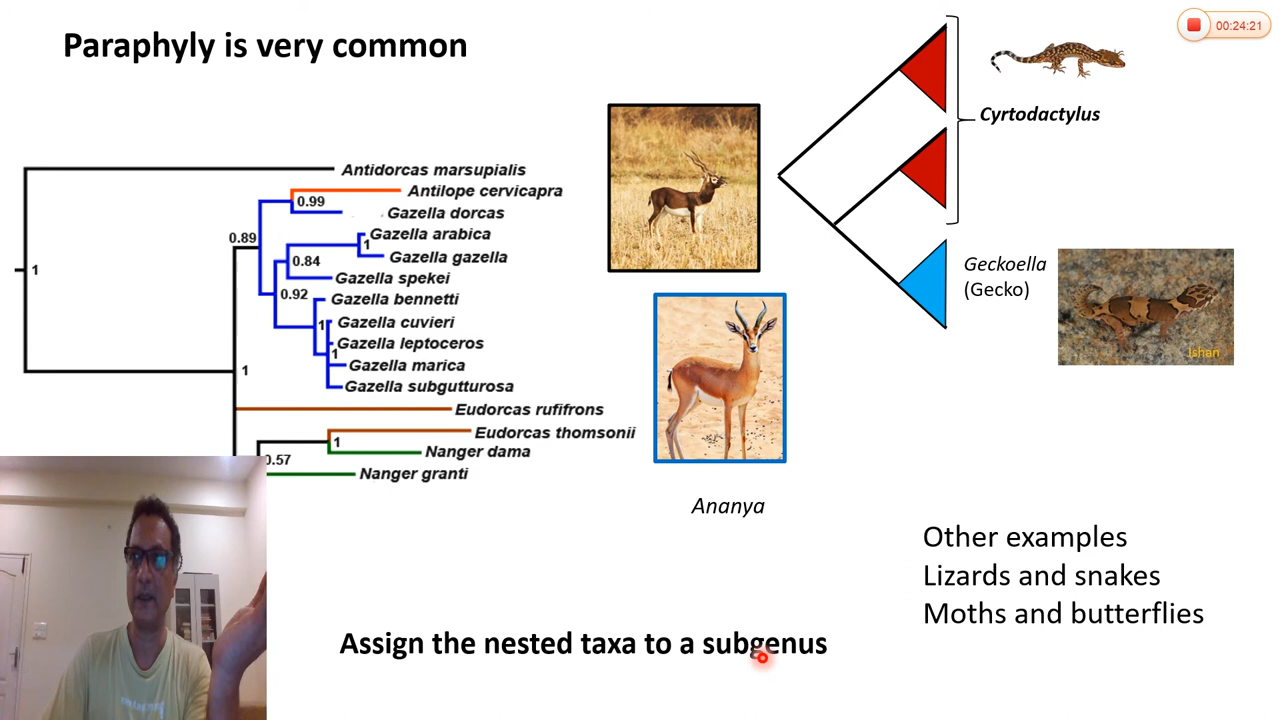 Paraphyly is very common
00:24:21
Antidorcas marsupialis
Antilope cervicapra
0.99
Gazella dorcas
0.89
Gazella arabica
1
Gazella gazella
0.84
1
Gazella spekei
0.92
Gazella bennetti
1
Gazella cuvieri
Gazella leptoceros
1
Gazella marica
1
Gazella subgutturosa
Eudorcas rufifrons
Eudorcas thomsonii
1
Nanger dama
0.57
Nanger granti
Cyrtodactylus
Geckoella
(Gecko)
Ishan
Ananya
Other examples
Lizards and snakes
Moths and butterflies
Assign the nested taxa to a subgenus